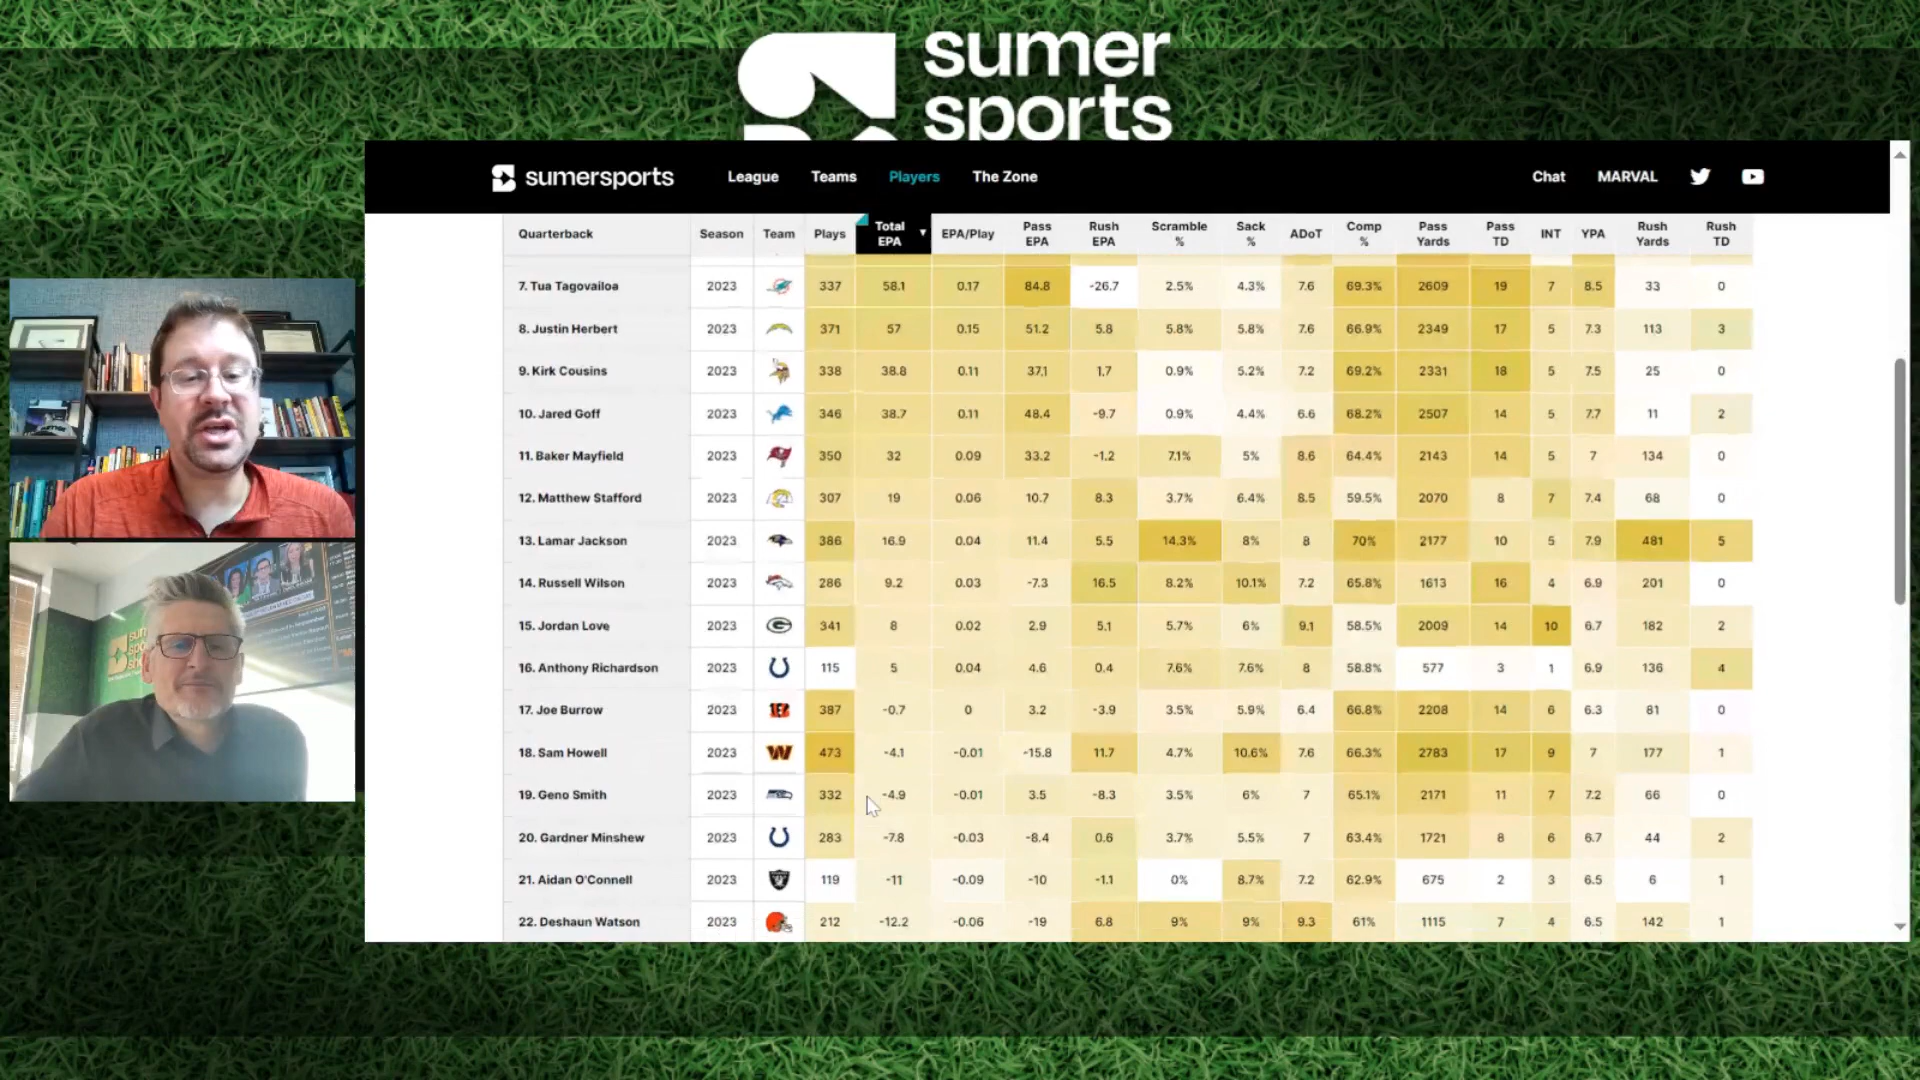 sumer
sports
sumersports League Teams Players The Zone Chat MARVAL
Quarterback Season Team Plays Total EPA EPA/Play Pass EPA Rush EPA Scramble % Sack % ADoT Comp % Pass Yards Pass TD INT YPA Rush Yards Rush TD
7. Tua Tagovailoa 2023 337 58.1 0.17 84.8 -26.7 2.5% 4.3% 7.6 69.3% 2609 19 7 8.5 33 0
8. Justin Herbert 2023 371 57 0.15 51.2 5.8 5.8% 5.8% 7.6 66.9% 2349 17 5 7.3 113 3
9. Kirk Cousins 2023 338 38.8 0.11 37.1 1.7 0.9% 5.2% 7.2 69.2% 2331 18 5 7.5 25 0
10. Jared Goff 2023 346 38.7 0.11 48.4 -9.7 0.9% 4.4% 6.6 68.2% 2507 14 5 7.7 11 2
11. Baker Mayfield 2023 350 32 0.09 33.2 -1.2 7.1% 5% 8.6 64.4% 2143 14 5 7 134 0
12. Matthew Stafford 2023 307 19 0.06 10.7 8.3 3.7% 6.4% 8.5 59.5% 2070 8 7 7.4 68 0
13. Lamar Jackson 2023 386 16.9 0.04 11.4 5.5 14.3% 8% 8 70% 2177 10 5 7.9 481 5
14. Russell Wilson 2023 286 9.2 0.03 -7.3 16.5 8.2% 10.1% 7.2 65.8% 1613 16 4 6.9 201 0
15. Jordan Love 2023 341 8 0.02 2.9 5.1 5.7% 6% 9.1 58.5% 2009 14 10 6.7 182 2
16. Anthony Richardson 2023 115 5 0.04 4.6 0.4 7.6% 7.6% 8 58.8% 577 3 1 6.9 136 4
17. Joe Burrow 2023 387 -0.7 0 3.2 -3.9 3.5% 5.9% 6.4 66.8% 2208 14 6 6.3 81 0
18. Sam Howell 2023 473 -4.1 -0.01 -15.8 11.7 4.7% 10.6% 7.6 66.3% 2783 17 9 7 177 1
19. Geno Smith 2023 332 -4.9 -0.01 3.5 -8.3 3.5% 6% 7 65.1% 2171 11 7 7.2 66 0
20. Gardner Minshew 2023 283 -7.8 -0.03 -8.4 0.6 3.7% 5.5% 7 63.4% 1721 8 6 6.7 44 2
21. Aidan O'Connell 2023 119 -11 -0.09 -10 -1.1 0% 8.7% 7.2 62.9% 675 2 3 6.5 6 1
22. Deshaun Watson 2023 212 -12.2 -0.06 -19 6.8 9% 9% 9.3 61% 1115 7 4 6.5 142 1